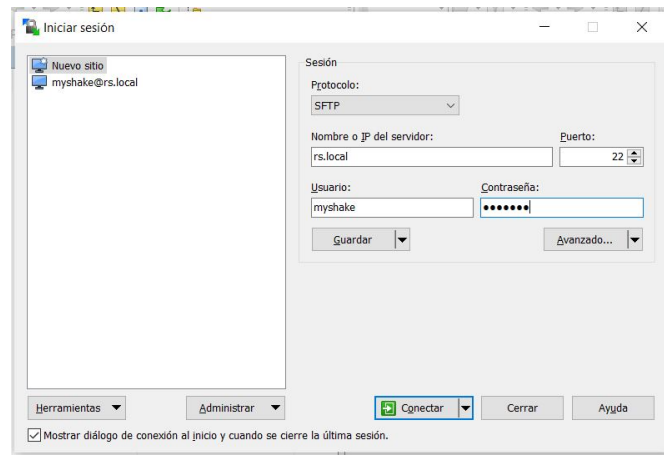 Iniciar sesión
Nuevo sitio
myshake@rs.local
Sesión
Protocolo:
SFTP
Nombre o IP del servidor:
Puerto:
rs.local
22
Usuario:
Contraseña:
myshake
•••••••
Guardar
Avanzado...
Herramientas
Administrar
Conectar
Cerrar
Ayuda
Mostrar diálogo de conexión al inicio y cuando se cierre la última sesión.